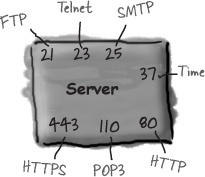 FTP Telnet SMTP
21 23 25
37 Time
Server
443 110 80
HTTPS POP3 HTTP